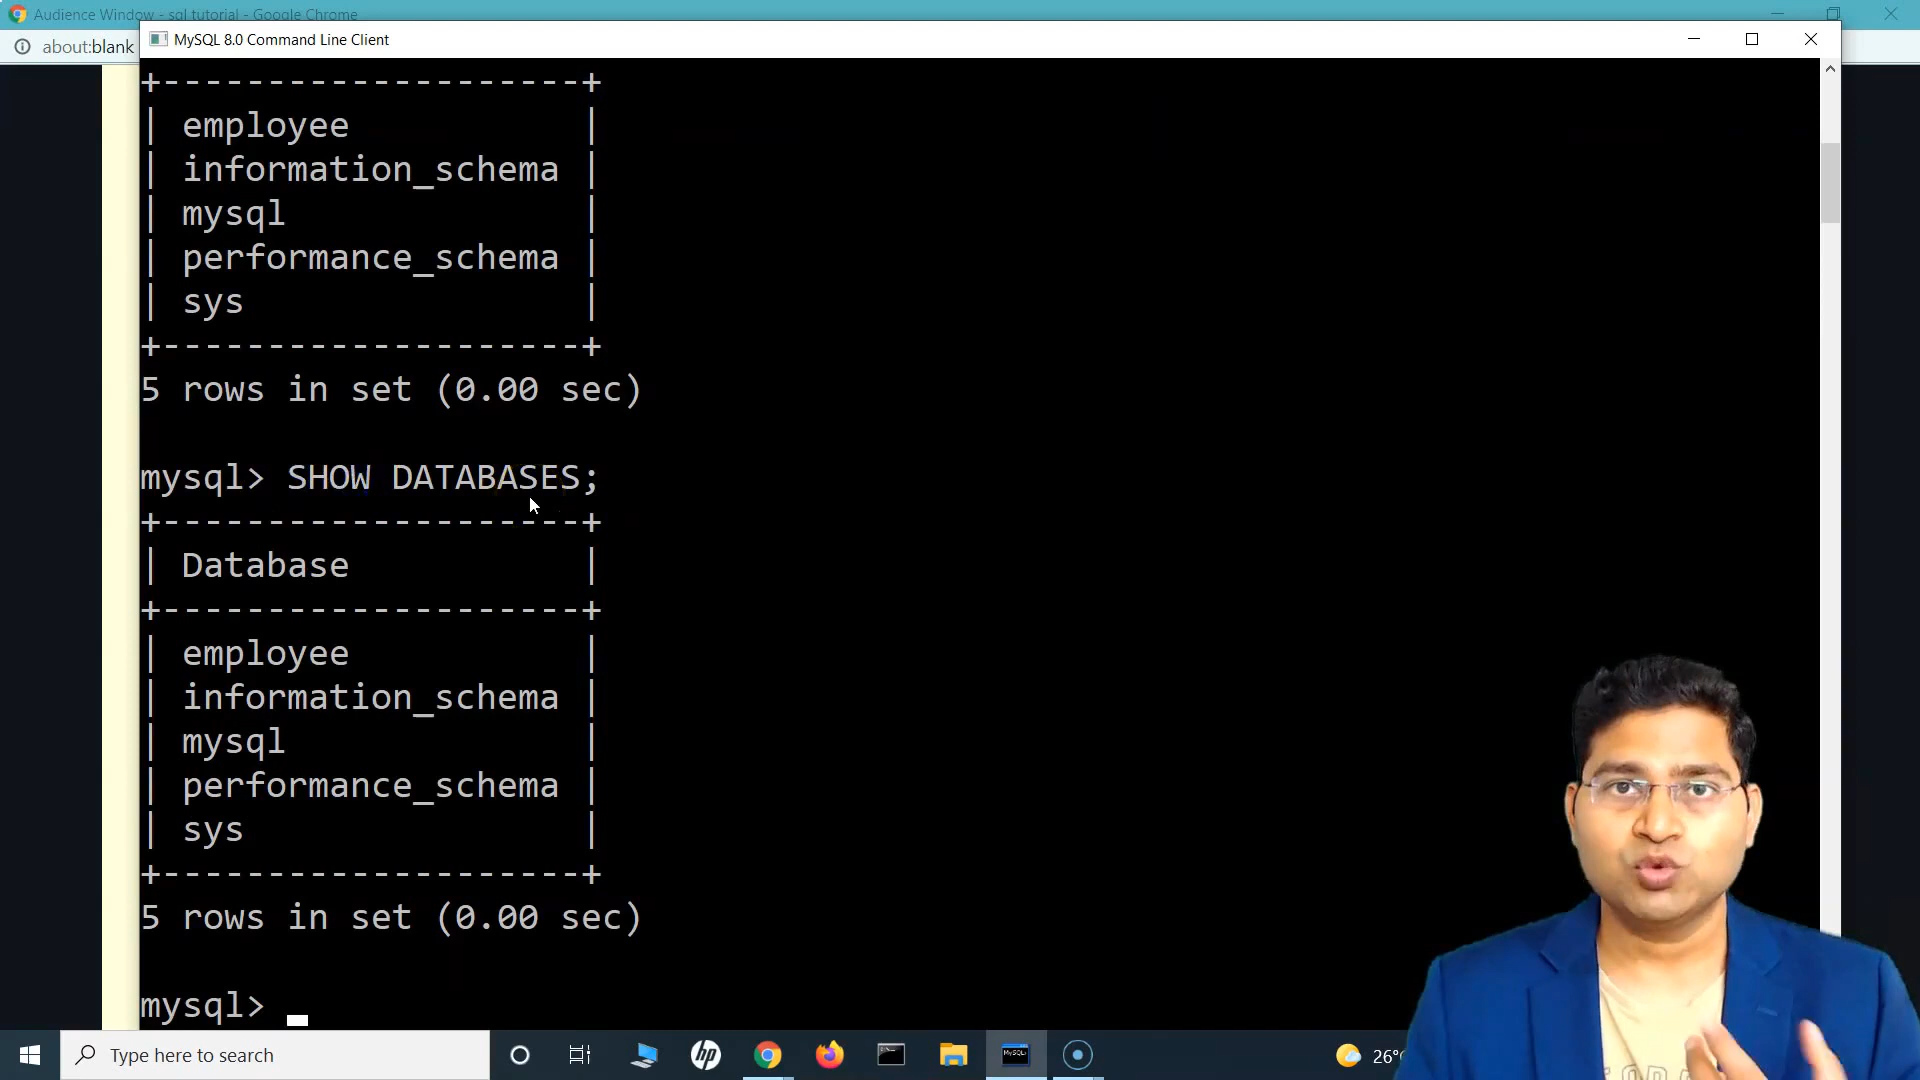 Audience Window - sql tutorial - Google Chrome
about:blank
MySQL 8.0 Command Line Client
+--------------------+
| employee           |
| information_schema |
| mysql              |
| performance_schema |
| sys                |
+--------------------+
5 rows in set (0.00 sec)
mysql> SHOW DATABASES;
+--------------------+
| Database           |
+--------------------+
| employee           |
| information_schema |
| mysql              |
| performance_schema |
| sys                |
+--------------------+
5 rows in set (0.00 sec)
mysql>
Type here to search
hp
MySQL
26°